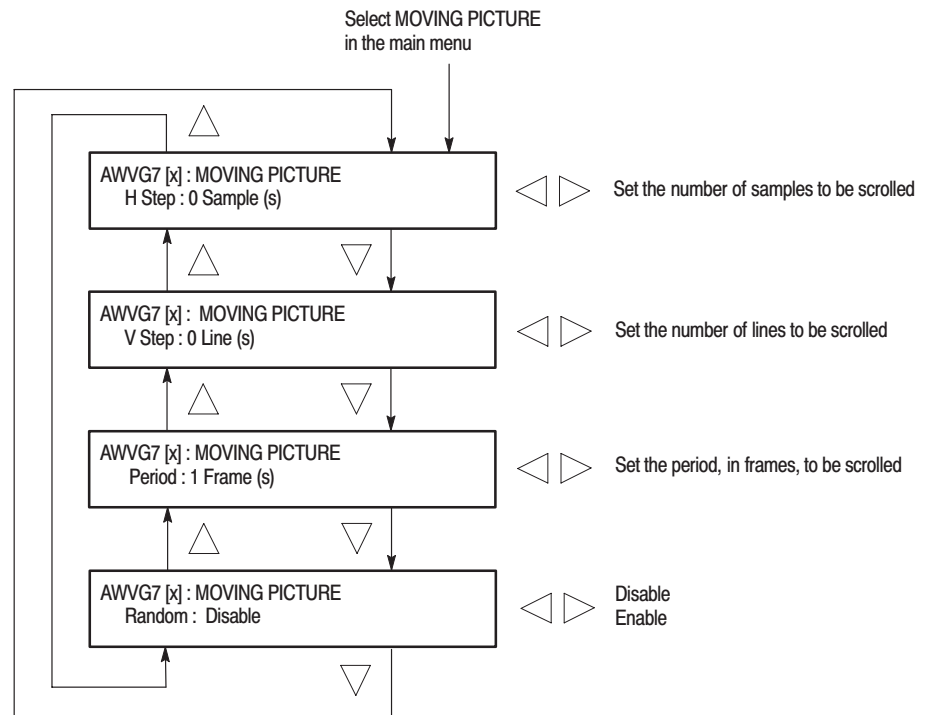 Select MOVING PICTURE
in the main menu
AWVG7 [x] : MOVING PICTURE
H Step : 0 Sample (s)
Set the number of samples to be scrolled
AWVG7 [x] :  MOVING PICTURE
V Step : 0 Line (s)
Set the number of lines to be scrolled
AWVG7 [x] : MOVING PICTURE
Period : 1 Frame (s)
Set the period, in frames, to be scrolled
AWVG7 [x] : MOVING PICTURE
Random :  Disable
Disable
Enable